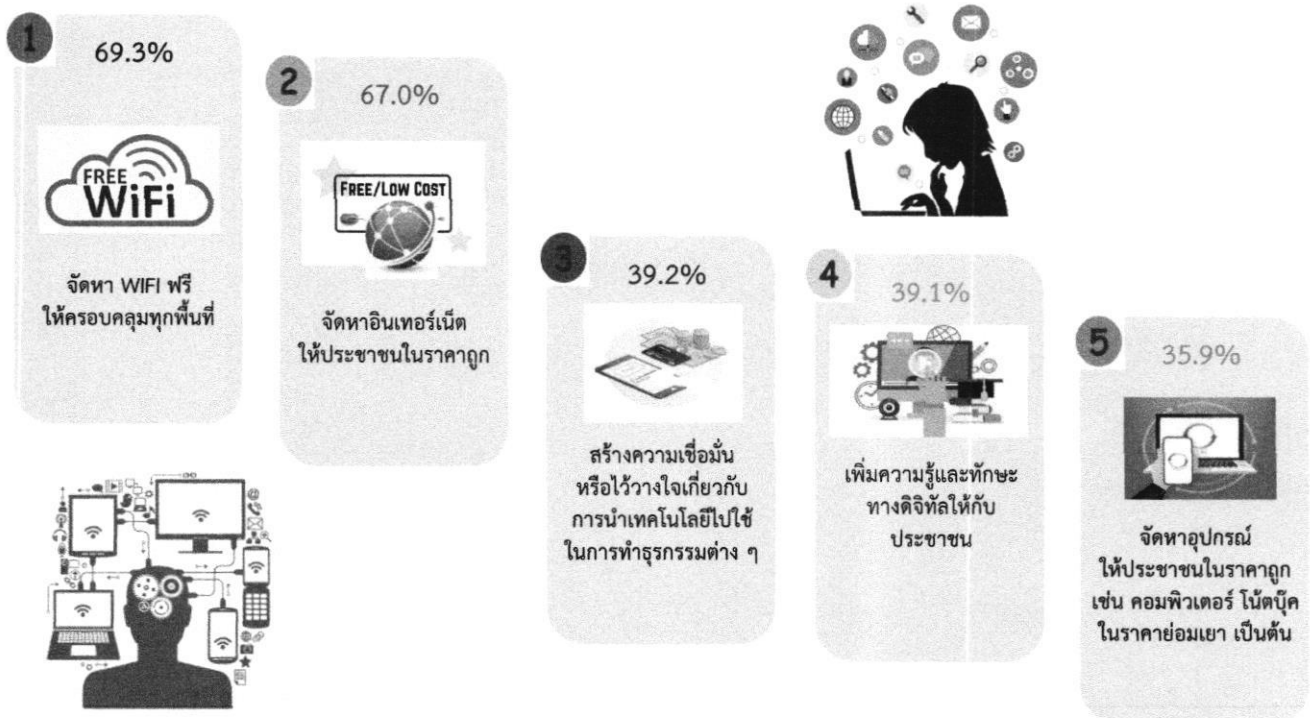 1
69.3%
FREE
WiFi
จัดหา WIFI ฟรี
ให้ครอบคลุมทุกพื้นที่
2
67.0%
FREE/LOW COST
จัดหาอินเทอร์เน็ต
ให้ประชาชนในราคาถูก
3
39.2%
สร้างความเชื่อมั่น
หรือไว้วางใจเกี่ยวกับ
การนำเทคโนโลยีไปใช้
ในการทำธุรกรรมต่าง ๆ
4
39.1%
เพิ่มความรู้และทักษะ
ทางดิจิทัลให้กับ
ประชาชน
5
35.9%
จัดหาอุปกรณ์
ให้ประชาชนในราคาถูก
เช่น คอมพิวเตอร์ โน้ตบุ๊ค
ในราคาย่อมเยา เป็นต้น